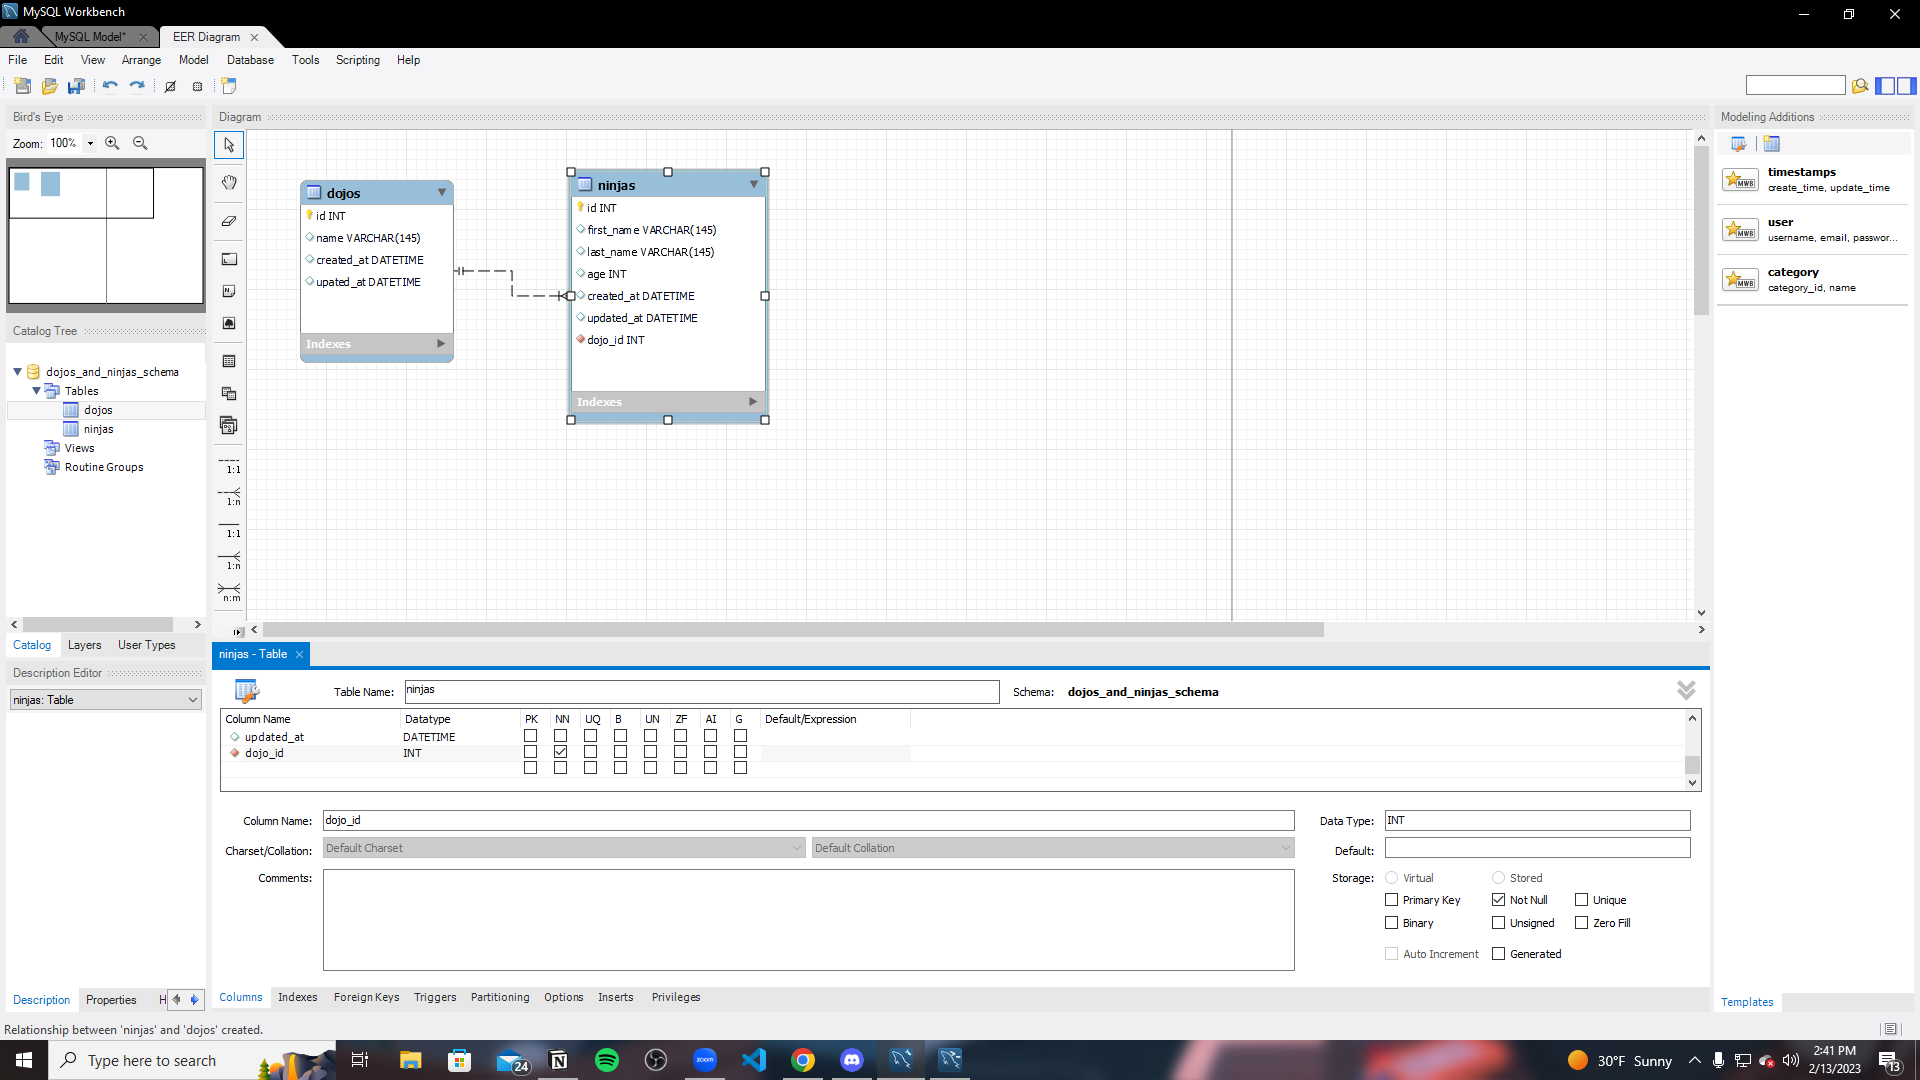 MySQL Workbench
MySQL Model*
EER Diagram
File Edit View Arrange Model Database Tools Scripting Help
Bird's Eye
Zoom: 100%
Catalog Tree
dojos_and_ninjas_schema
Tables
dojos
ninjas
Views
Routine Groups
Catalog Layers User Types
Description Editor
ninjas: Table
Description Properties H
Diagram
1:1
1:n
1:1
1:n
n:m
dojos
id INT
name VARCHAR(145)
created_at DATETIME
upated_at DATETIME
Indexes
ninjas
id INT
first_name VARCHAR(145)
last_name VARCHAR(145)
age INT
created_at DATETIME
updated_at DATETIME
dojo_id INT
Indexes
Modeling Additions
MWB
timestamps
create_time, update_time
MWB
user
username, email, passwor...
MWB
category
category_id, name
Templates
ninjas - Table
Table Name: ninjas Schema: dojos_and_ninjas_schema
Column Name Datatype PK NN UQ B UN ZF AI G Default/Expression
updated_at DATETIME
dojo_id INT
Column Name: dojo_id Data Type: INT
Charset/Collation: Default Charset Default Collation Default:
Comments: Storage: Virtual Stored
Primary Key Not Null Unique
Binary Unsigned Zero Fill
Auto Increment Generated
Columns Indexes Foreign Keys Triggers Partitioning Options Inserts Privileges
Relationship between 'ninjas' and 'dojos' created.
Type here to search
24
zoom
30°F Sunny
2:41 PM
2/13/2023
13